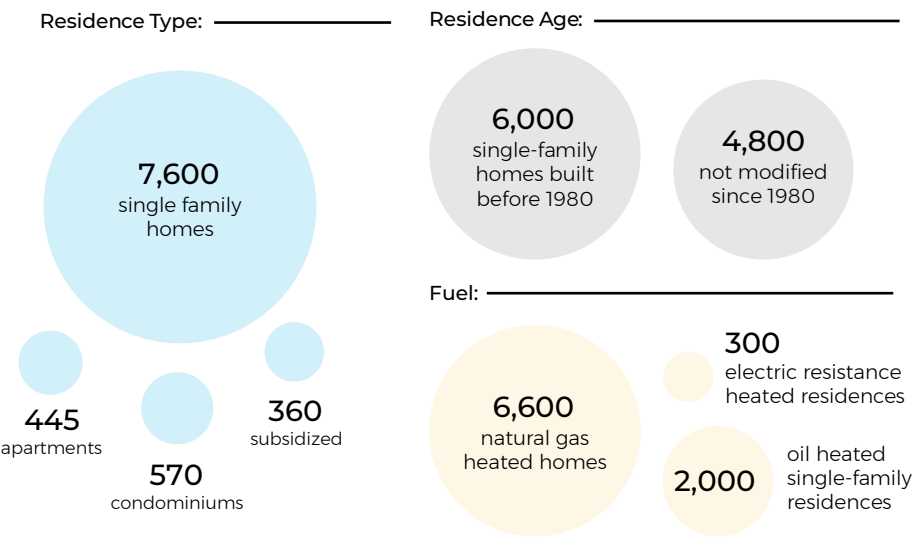 Residence Type:
7,600
single family
homes
445
apartments
570
condominiums
360
subsidized
Residence Age:
6,000
single-family
homes built
before 1980
4,800
not modified
since 1980
Fuel:
6,600
natural gas
heated homes
300
electric resistance
heated residences
2,000
oil heated
single-family
residences